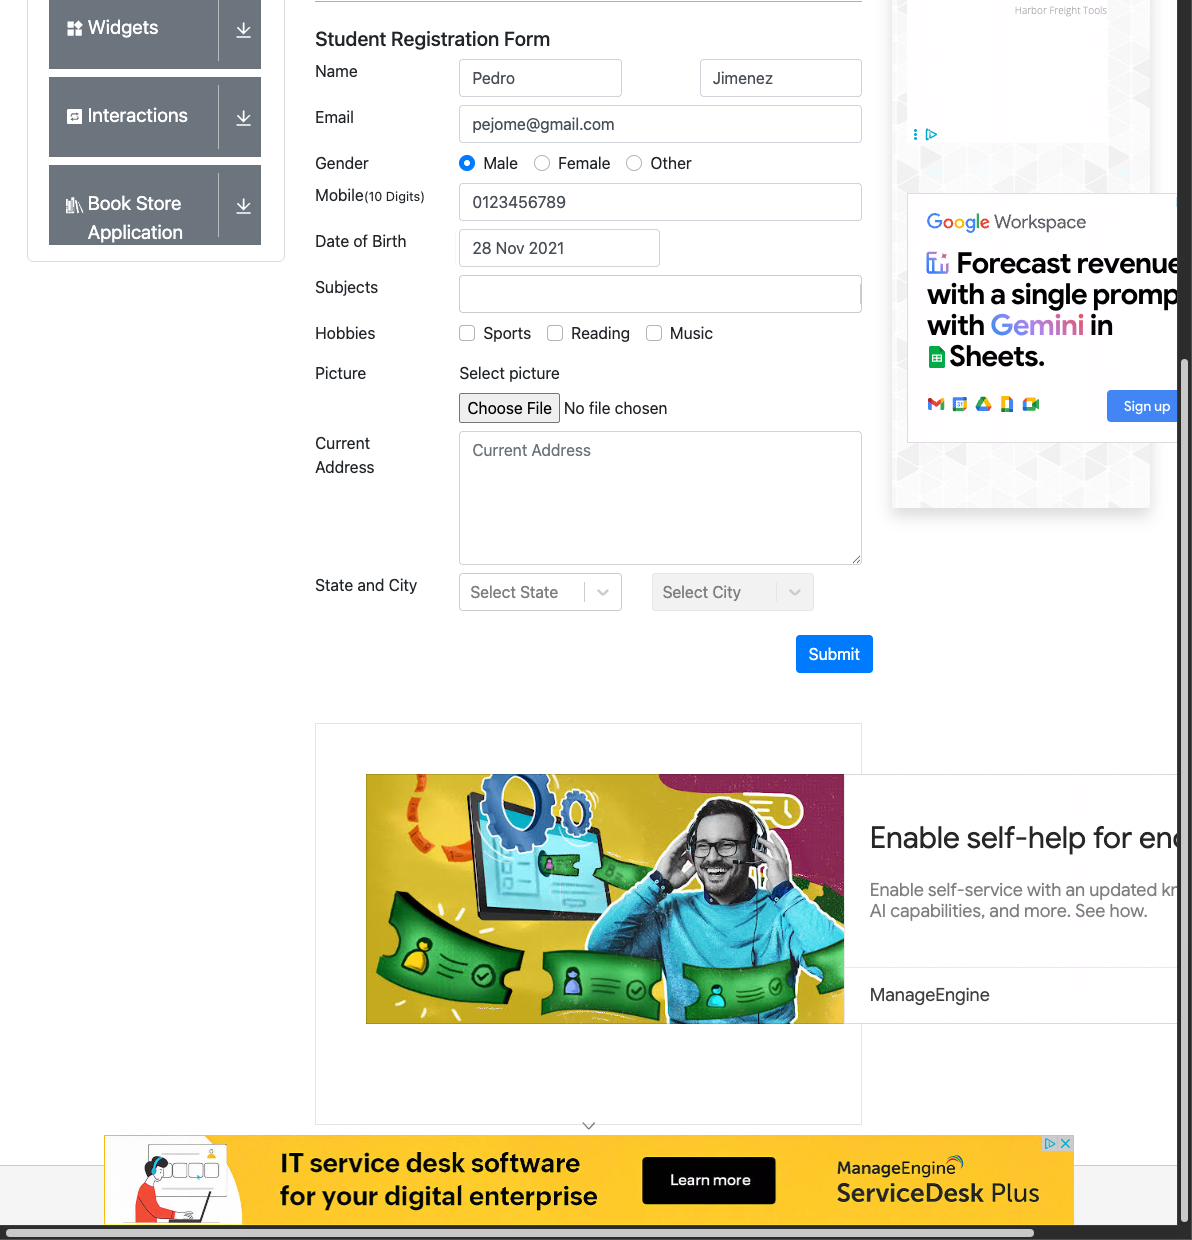 Widgets
Interactions
Book Store
Application
Student Registration Form
Name
Pedro
Jimenez
Email
pejome@gmail.com
Gender
Male
Female
Other
Mobile(10 Digits)
0123456789
Date of Birth
28 Nov 2021
Subjects
Hobbies
Sports
Reading
Music
Picture
Select picture
Choose File No file chosen
Current
Address
Current Address
State and City
Select State
Select City
Submit
Harbor Freight Tools
Google Workspace
Forecast revenue
with a single promp
with Gemini in
Sheets.
Sign up
Enable self-help for en
Enable self-service with an updated kr
AI capabilities, and more. See how.
ManageEngine
IT service desk software
for your digital enterprise
Learn more
ManageEngine
ServiceDesk Plus